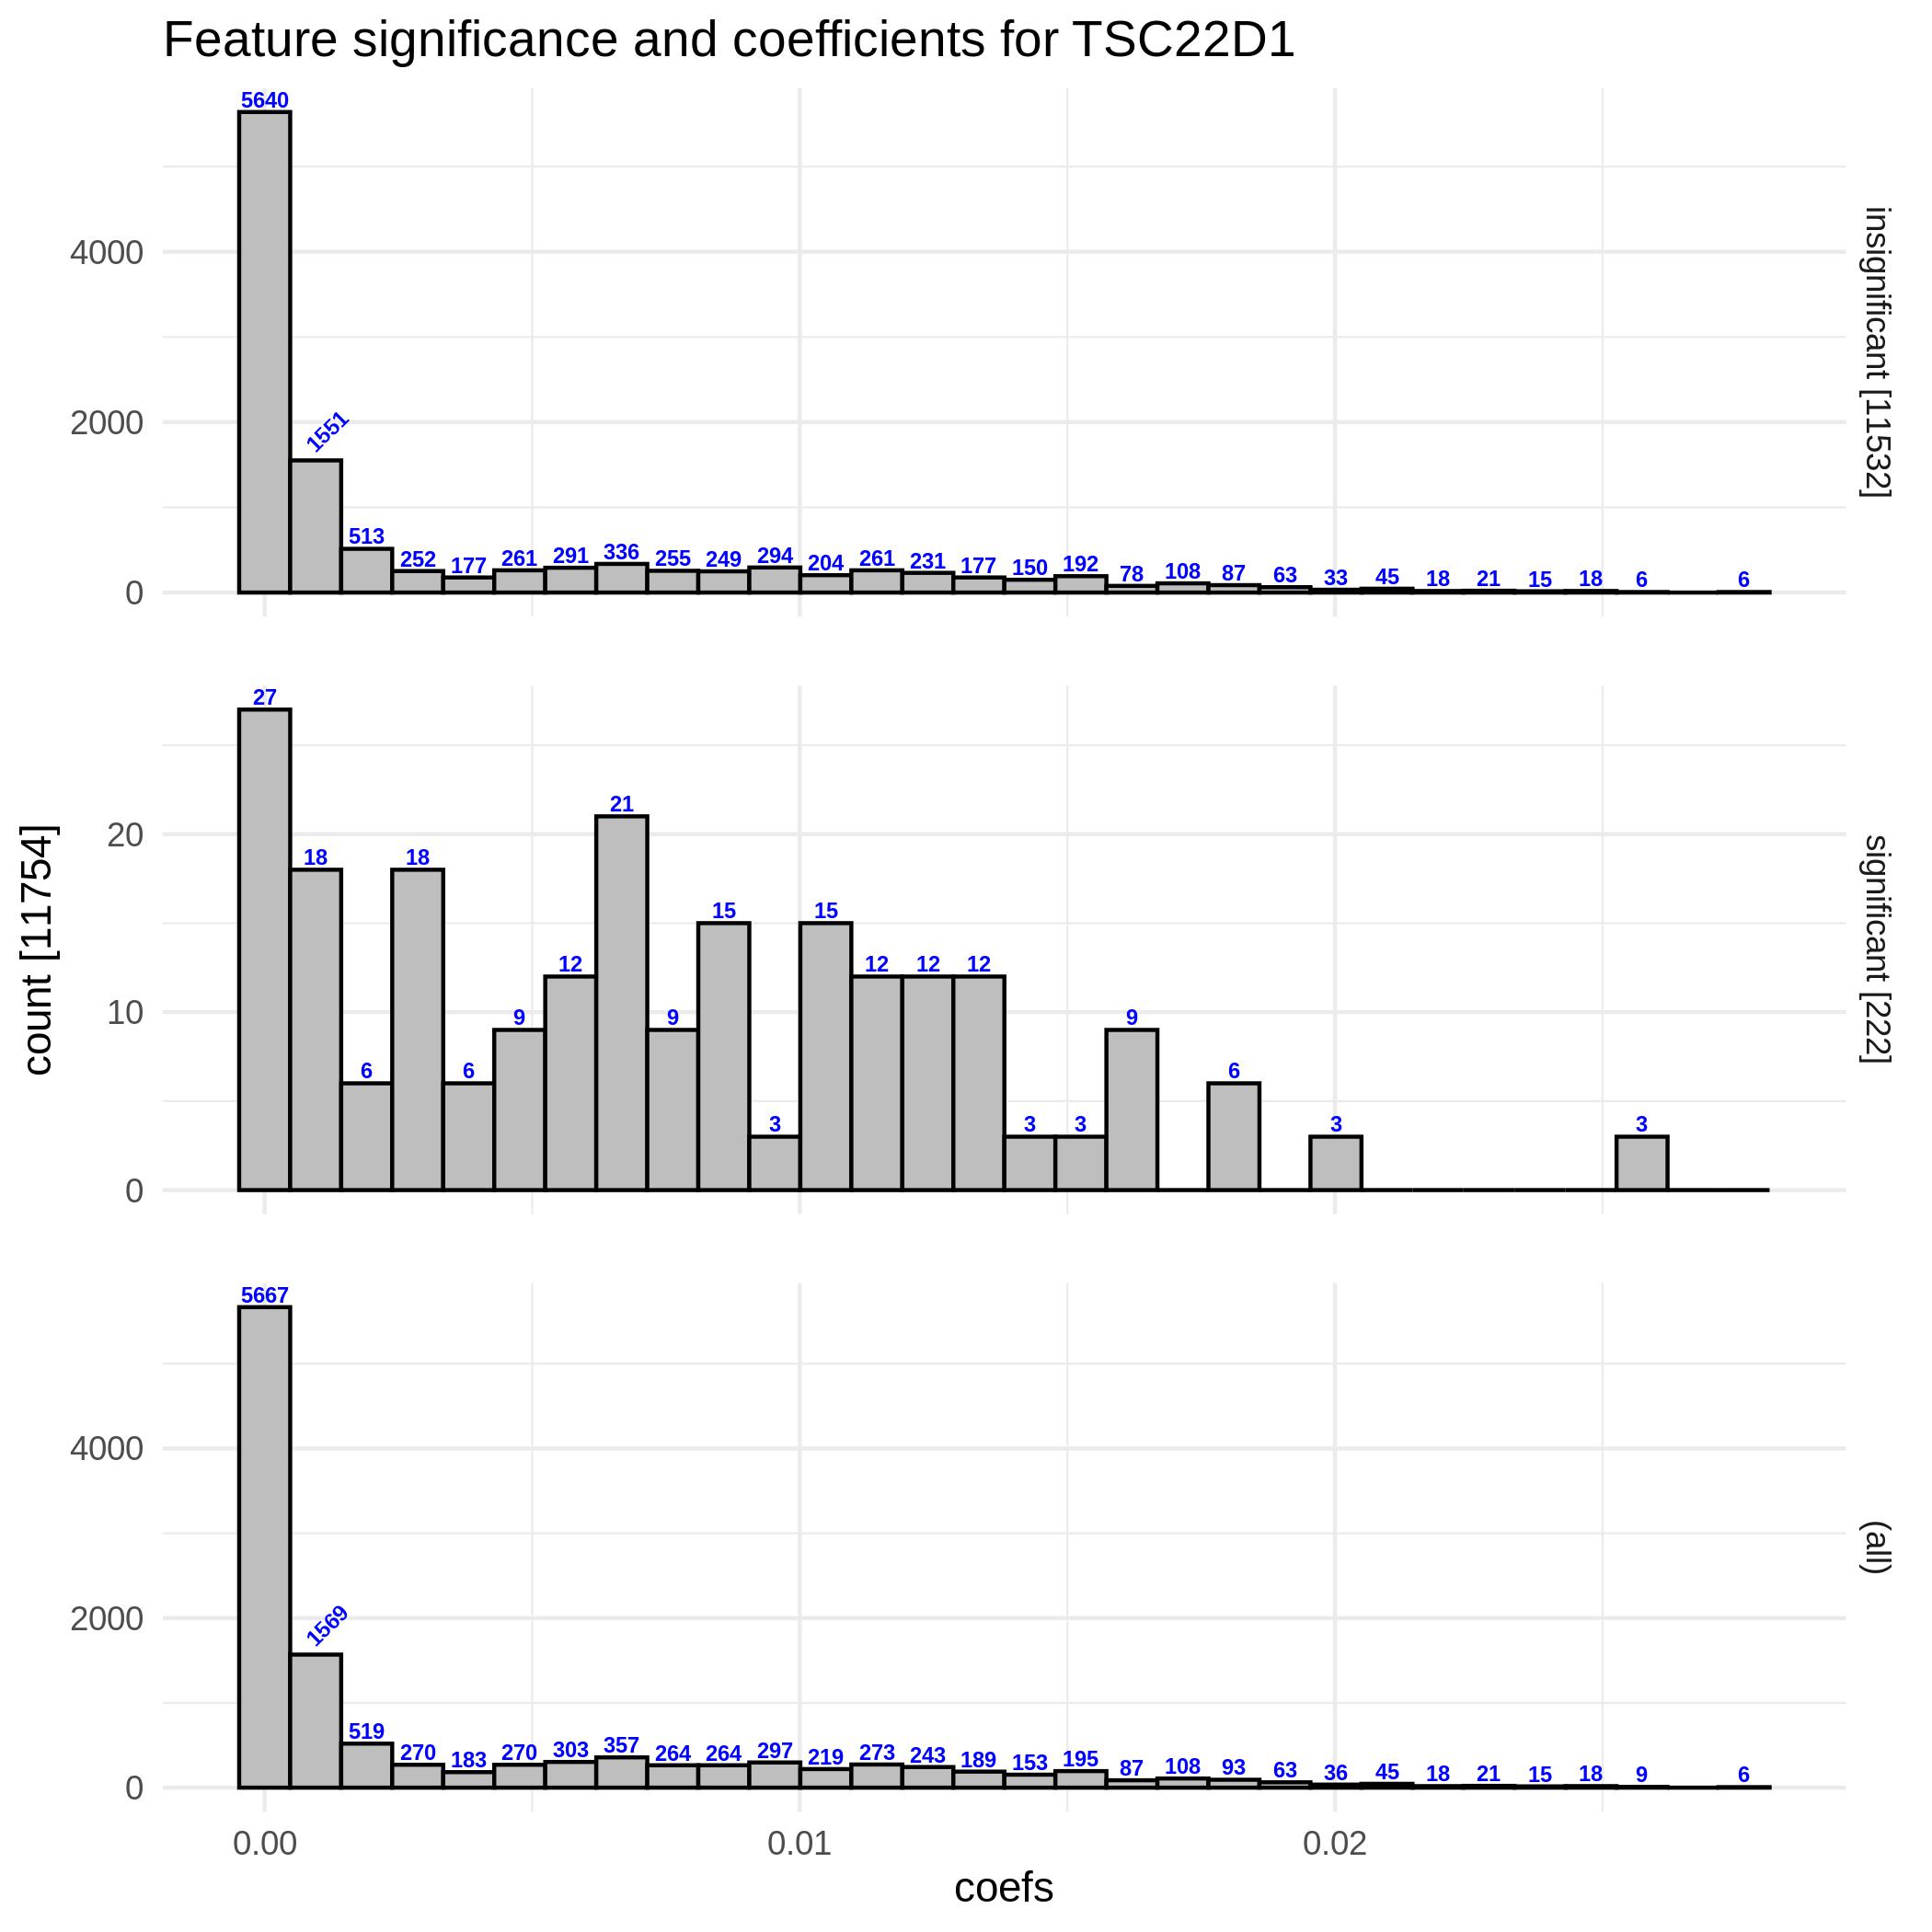 Feature significance and coefficients for TSC22D1
5640
1551
513 252 177 261 291 336 255 249 294 204 261 231 177 150 192 78 108 87 63 33 45 18 21 15 18 6 6
4000
2000
0
insignificant [11532]
27
18 6 18 6 9 12 21 9 15 3 15 12 12 12 3 3 9 6 3 3
20
10
0
significant [222]
count [11754]
5667
1569
519 270 183 270 303 357 264 264 297 219 273 243 189 153 195 87 108 93 63 36 45 18 21 15 18 9 6
4000
2000
0
(all)
0.00 0.01 0.02
coefs